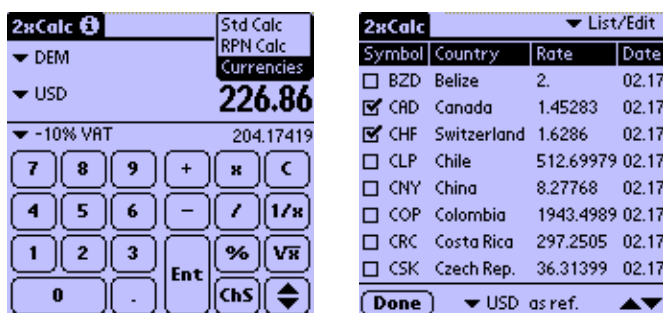 2xCalc i
Std Calc
RPN Calc
Currencies
DEM
USD 226.86
-10% VAT 204.17419
7 8 9 + x C
4 5 6 - / 1/x
1 2 3 Ent % √x
0 . ChS
2xCalc List/Edit
Symbol Country Rate Date
BZD Belize 2. 02.17
CAD Canada 1.45283 02.17
CHF Switzerland 1.6286 02.17
CLP Chile 512.69979 02.17
CNY China 8.27768 02.17
COP Colombia 1943.4989 02.17
CRC Costa Rica 297.2505 02.17
CSK Czech Rep. 36.31399 02.17
Done USD as ref.